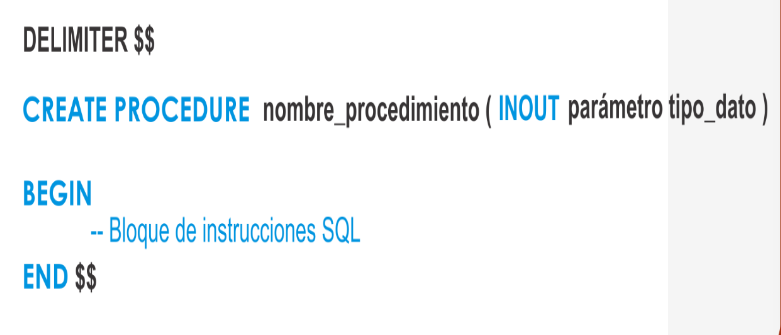 DELIMITER $$
CREATE PROCEDURE nombre_procedimiento ( INOUT parámetro tipo_dato )
BEGIN
-- Bloque de instrucciones SQL
END $$